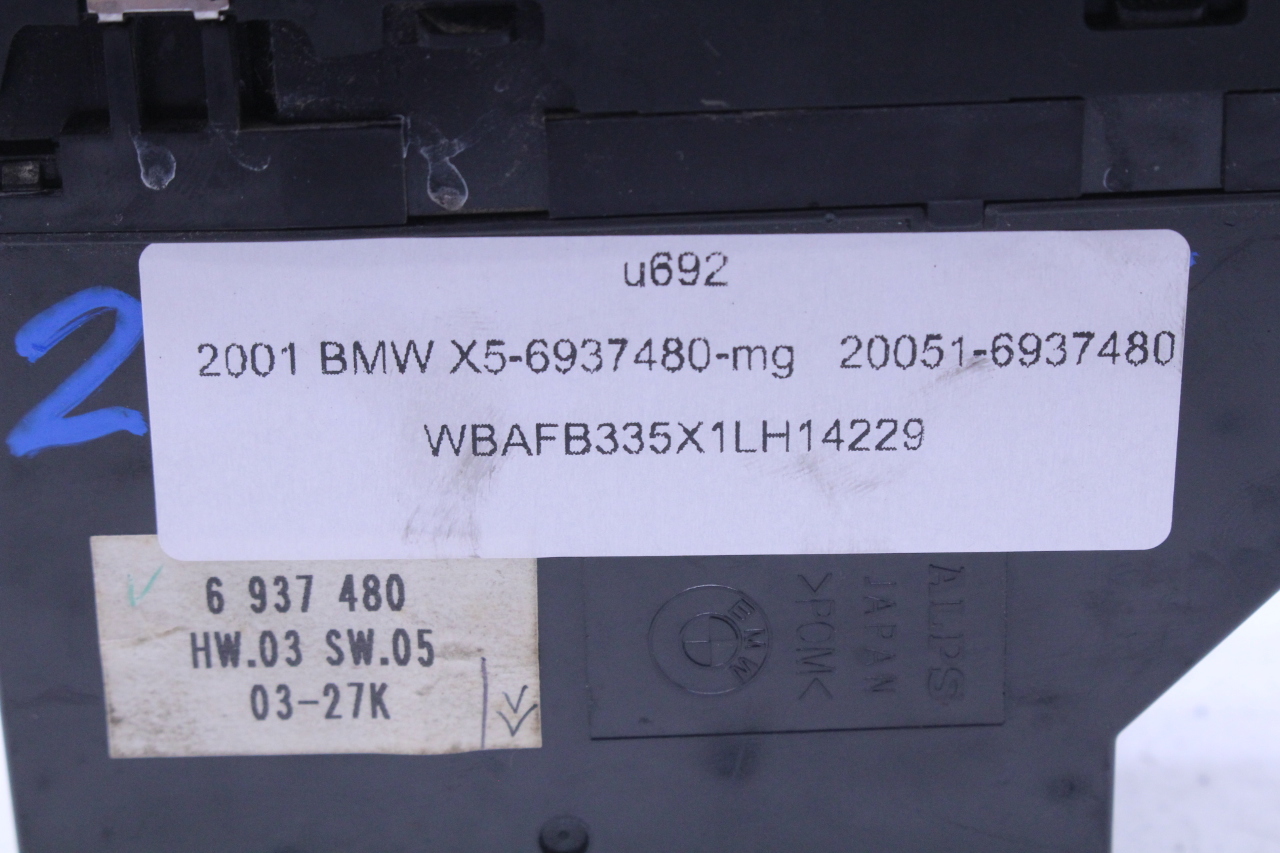 u692
2001 BMW X5-6937480-mg 20051-6937480
WBAFB335X1LH14229
2
6 937 480
HW.03 SW.05
03-27K
BMW
>PCMK
JAPAN
ALPS